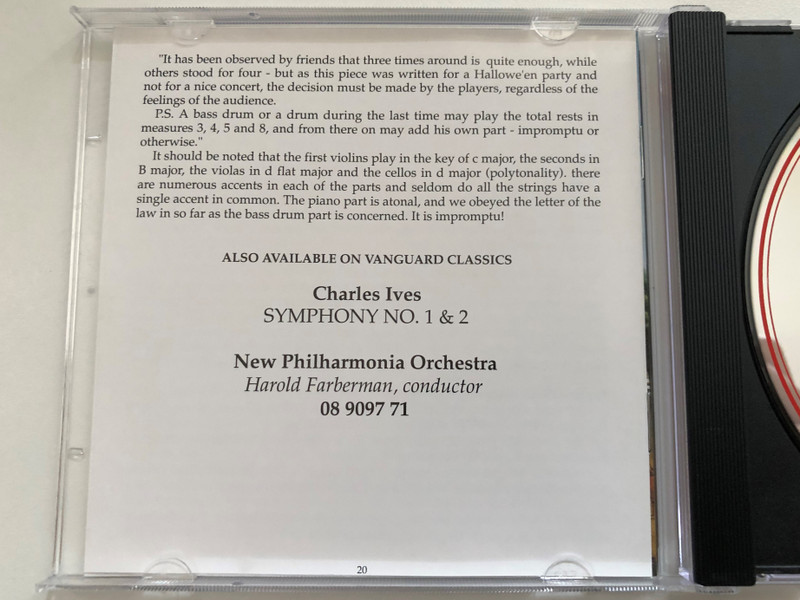 "It has been observed by friends that three times around is quite enough, while
others stood for four - but as this piece was written for a Hallowe'en party and
not for a nice concert, the decision must be made by the players, regardless of the
feelings of the audience.
P.S. A bass drum or a drum during the last time may play the total rests in
measures 3, 4, 5 and 8, and from there on may add his own part - impromptu or
otherwise."
It should be noted that the first violins play in the key of c major, the seconds in
B major, the violas in d flat major and the cellos in d major (polytonality). there
are numerous accents in each of the parts and seldom do all the strings have a
single accent in common. The piano part is atonal, and we obeyed the letter of the
law in so far as the bass drum part is concerned. It is impromptu!
ALSO AVAILABLE ON VANGUARD CLASSICS
Charles Ives
SYMPHONY NO. 1 & 2
New Philharmonia Orchestra
Harold Farberman, conductor
08 9097 71
20